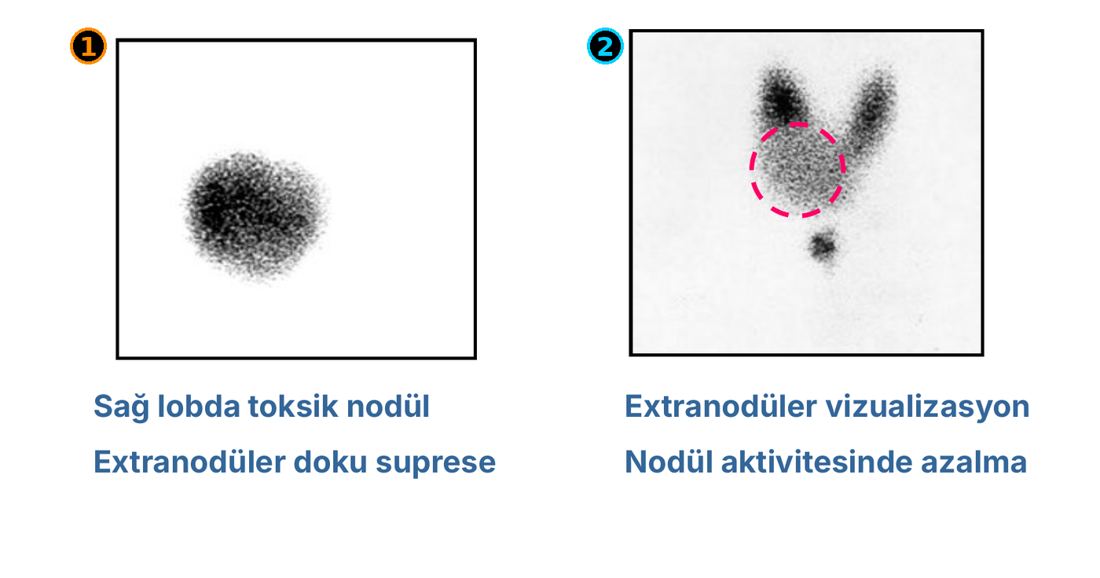 1
2
Sağ lobda toksik nodül
Extranodüler doku suprese
Extranodüler vizualizasyon
Nodül aktivitesinde azalma